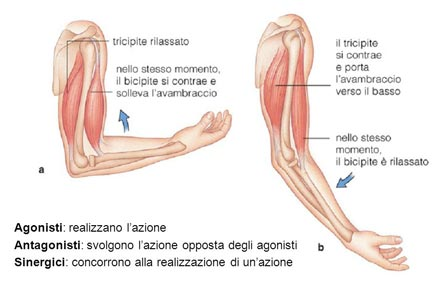 tricipite rilassato
nello stesso momento,
il bicipite si contrae e
solleva l'avambraccio
a
il tricipite
si contrae
e porta
l'avambraccio
verso il basso
nello stesso
momento,
il bicipite è rilassato
b
Agonisti: realizzano l'azione
Antagonisti: svolgono l'azione opposta degli agonisti
Sinergici: concorrono alla realizzazione di un'azione